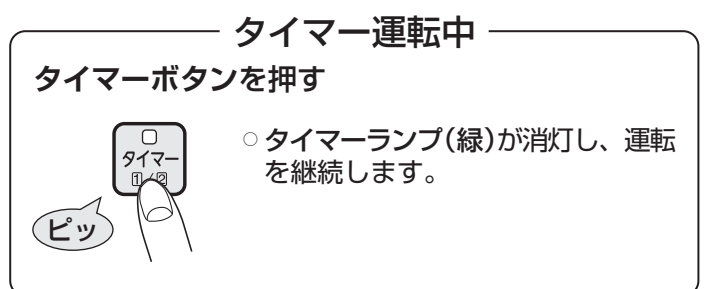 タイマー運転中
タイマーボタンを押す
○タイマーランプ(緑)が消灯し、運転
を継続します。
タイマー
1/2
ピッ